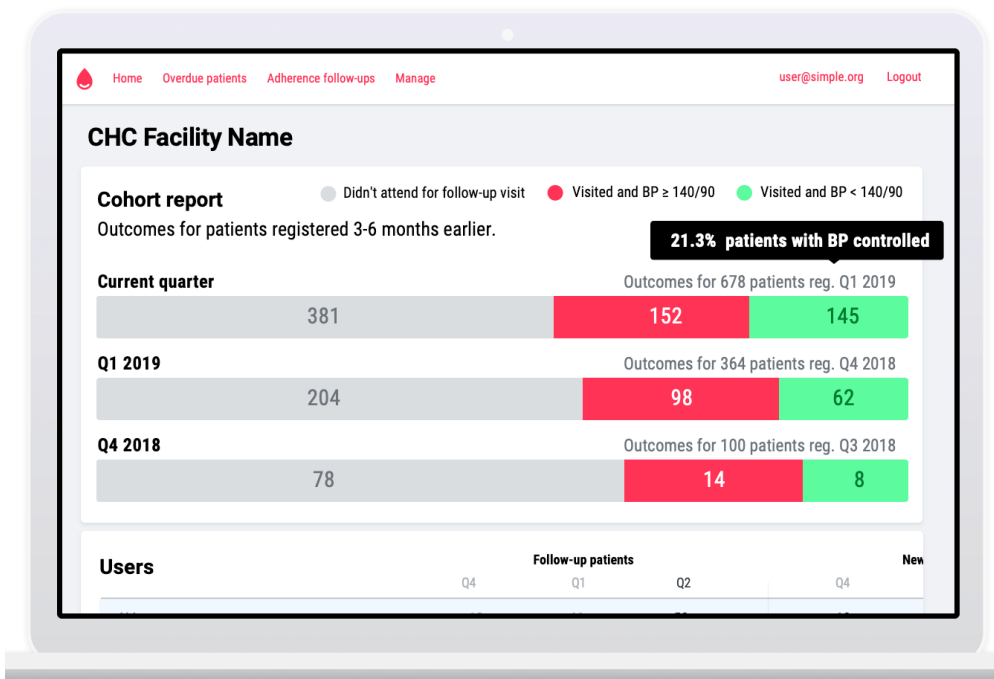 Home Overdue patients Adherence follow-ups Manage user@simple.org Logout
CHC Facility Name
Cohort report
Didn't attend for follow-up visit Visited and BP ≥ 140/90 Visited and BP < 140/90
Outcomes for patients registered 3-6 months earlier.
21.3% patients with BP controlled
Current quarter Outcomes for 678 patients reg. Q1 2019
381 152 145
Q1 2019 Outcomes for 364 patients reg. Q4 2018
204 98 62
Q4 2018 Outcomes for 100 patients reg. Q3 2018
78 14 8
Users
Follow-up patients New
Q4 Q1 Q2 Q4